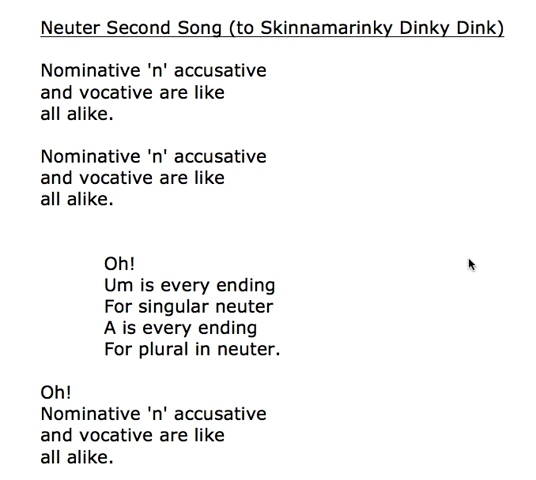 Neuter Second Song (to Skinnamarinky Dinky Dink)
Nominative 'n' accusative
and vocative are like
all alike.
Nominative 'n' accusative
and vocative are like
all alike.
Oh!
Um is every ending
For singular neuter
A is every ending
For plural in neuter.
Oh!
Nominative 'n' accusative
and vocative are like
all alike.